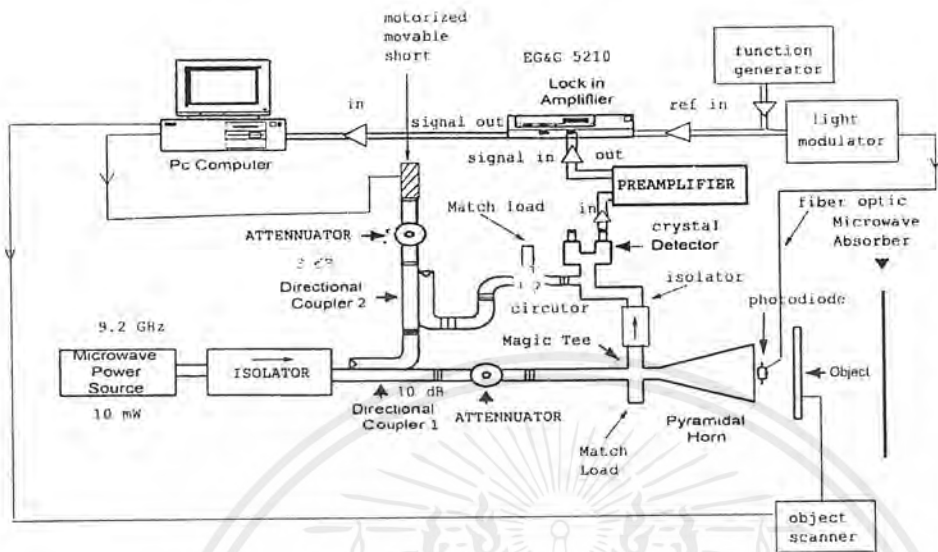 motorized
movable
short
EG&G 5210
Lock in
Amplifier
function
generator
in
signal out
ref in
light
modulator
Pc Computer
signal in
out
PREAMPLIFIER
fiber optic
Microwave
Absorber
Match load
in
crystal
Detector
ATTENNUATOR
dB
Directional
Coupler 2
circutor
isolator
photodiode
9.2 GHz
Magic Tee
Microwave
Power
Source
ISOLATOR
Object
10 mW
10 dB
Directional
Coupler 1
ATTENNUATOR
Pyramidal
Horn
Match
Load
object
scanner